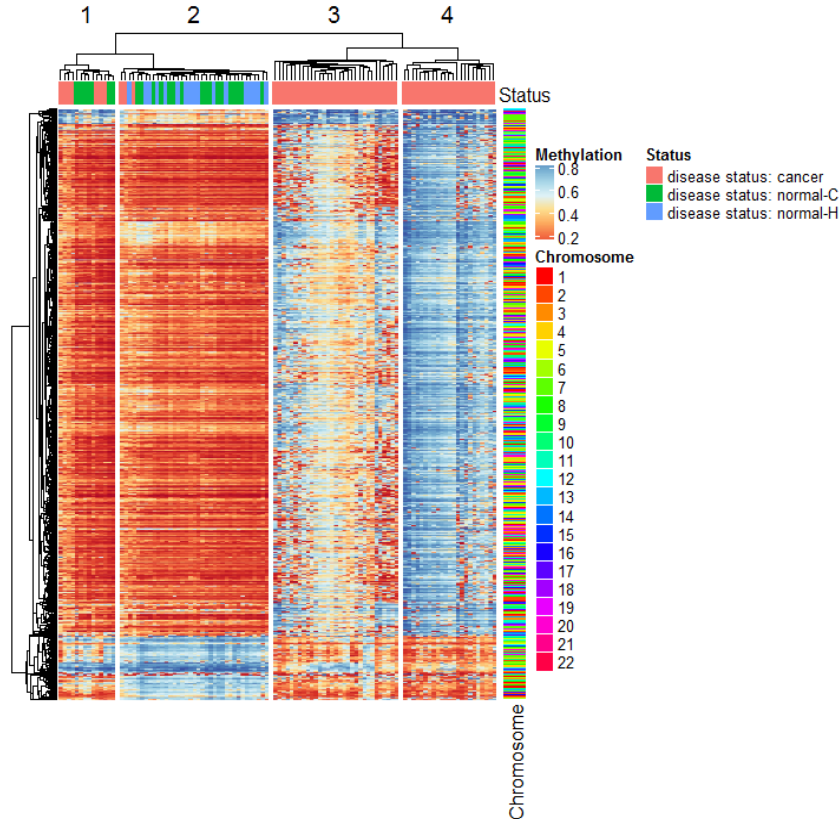 1 2 3 4
Status
Methylation
0.8
0.6
0.4
0.2
Status
disease status: cancer
disease status: normal-C
disease status: normal-H
Chromosome
1
2
3
4
5
6
7
8
9
10
11
12
13
14
15
16
17
18
19
20
21
22
Chromosome